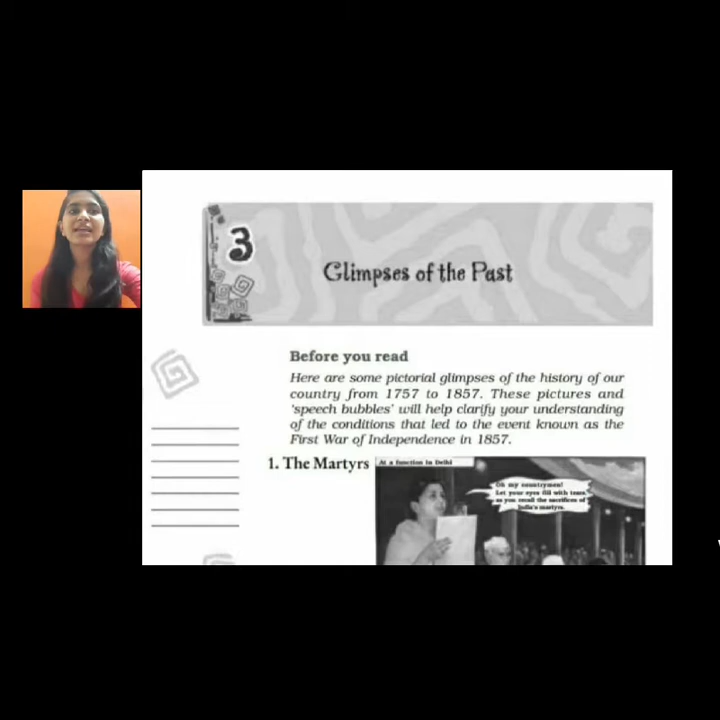 3
Glimpses of the Past
Before you read
Here are some pictorial glimpses of the history of our
country from 1757 to 1857. These pictures and
'speech bubbles' will help clarify your understanding
of the conditions that led to the event known as the
First War of Independence in 1857.
1. The Martyrs
At a function in Delhi
Oh my countrymen!
Let your eyes fill with tears,
as you recall the sacrifices of
India's martyrs.